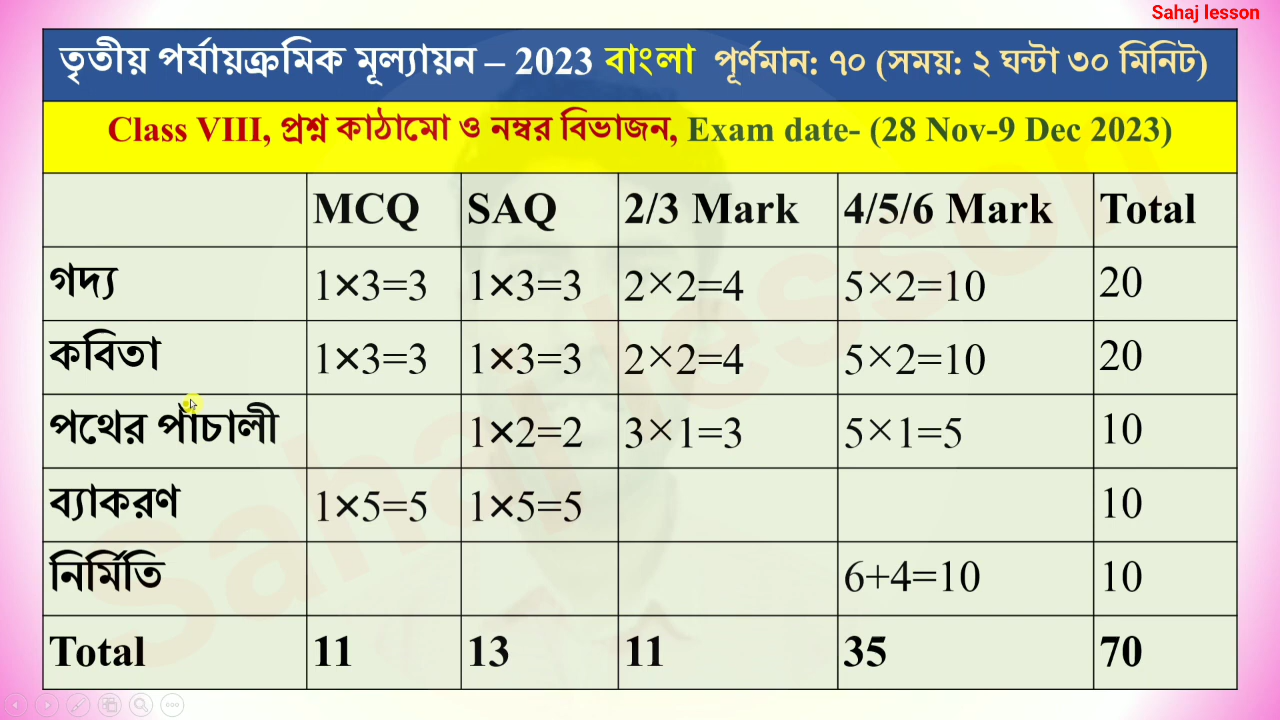 Sahaj lesson
তৃতীয় পর্যায়ক্রমিক মূল্যায়ন – 2023 বাংলা পূর্ণমান: ৭০ (সময়: ২ ঘন্টা ৩০ মিনিট)
Class VIII, প্রশ্ন কাঠামো ও নম্বর বিভাজন, Exam date- (28 Nov-9 Dec 2023)
MCQ SAQ 2/3 Mark 4/5/6 Mark Total
গদ্য 1×3=3 1×3=3 2×2=4 5×2=10 20
কবিতা 1×3=3 1×3=3 2×2=4 5×2=10 20
পথের পাঁচালী 1×2=2 3×1=3 5×1=5 10
ব্যাকরণ 1×5=5 1×5=5 10
নির্মিতি 6+4=10 10
Total 11 13 11 35 70
Sahaj lesson